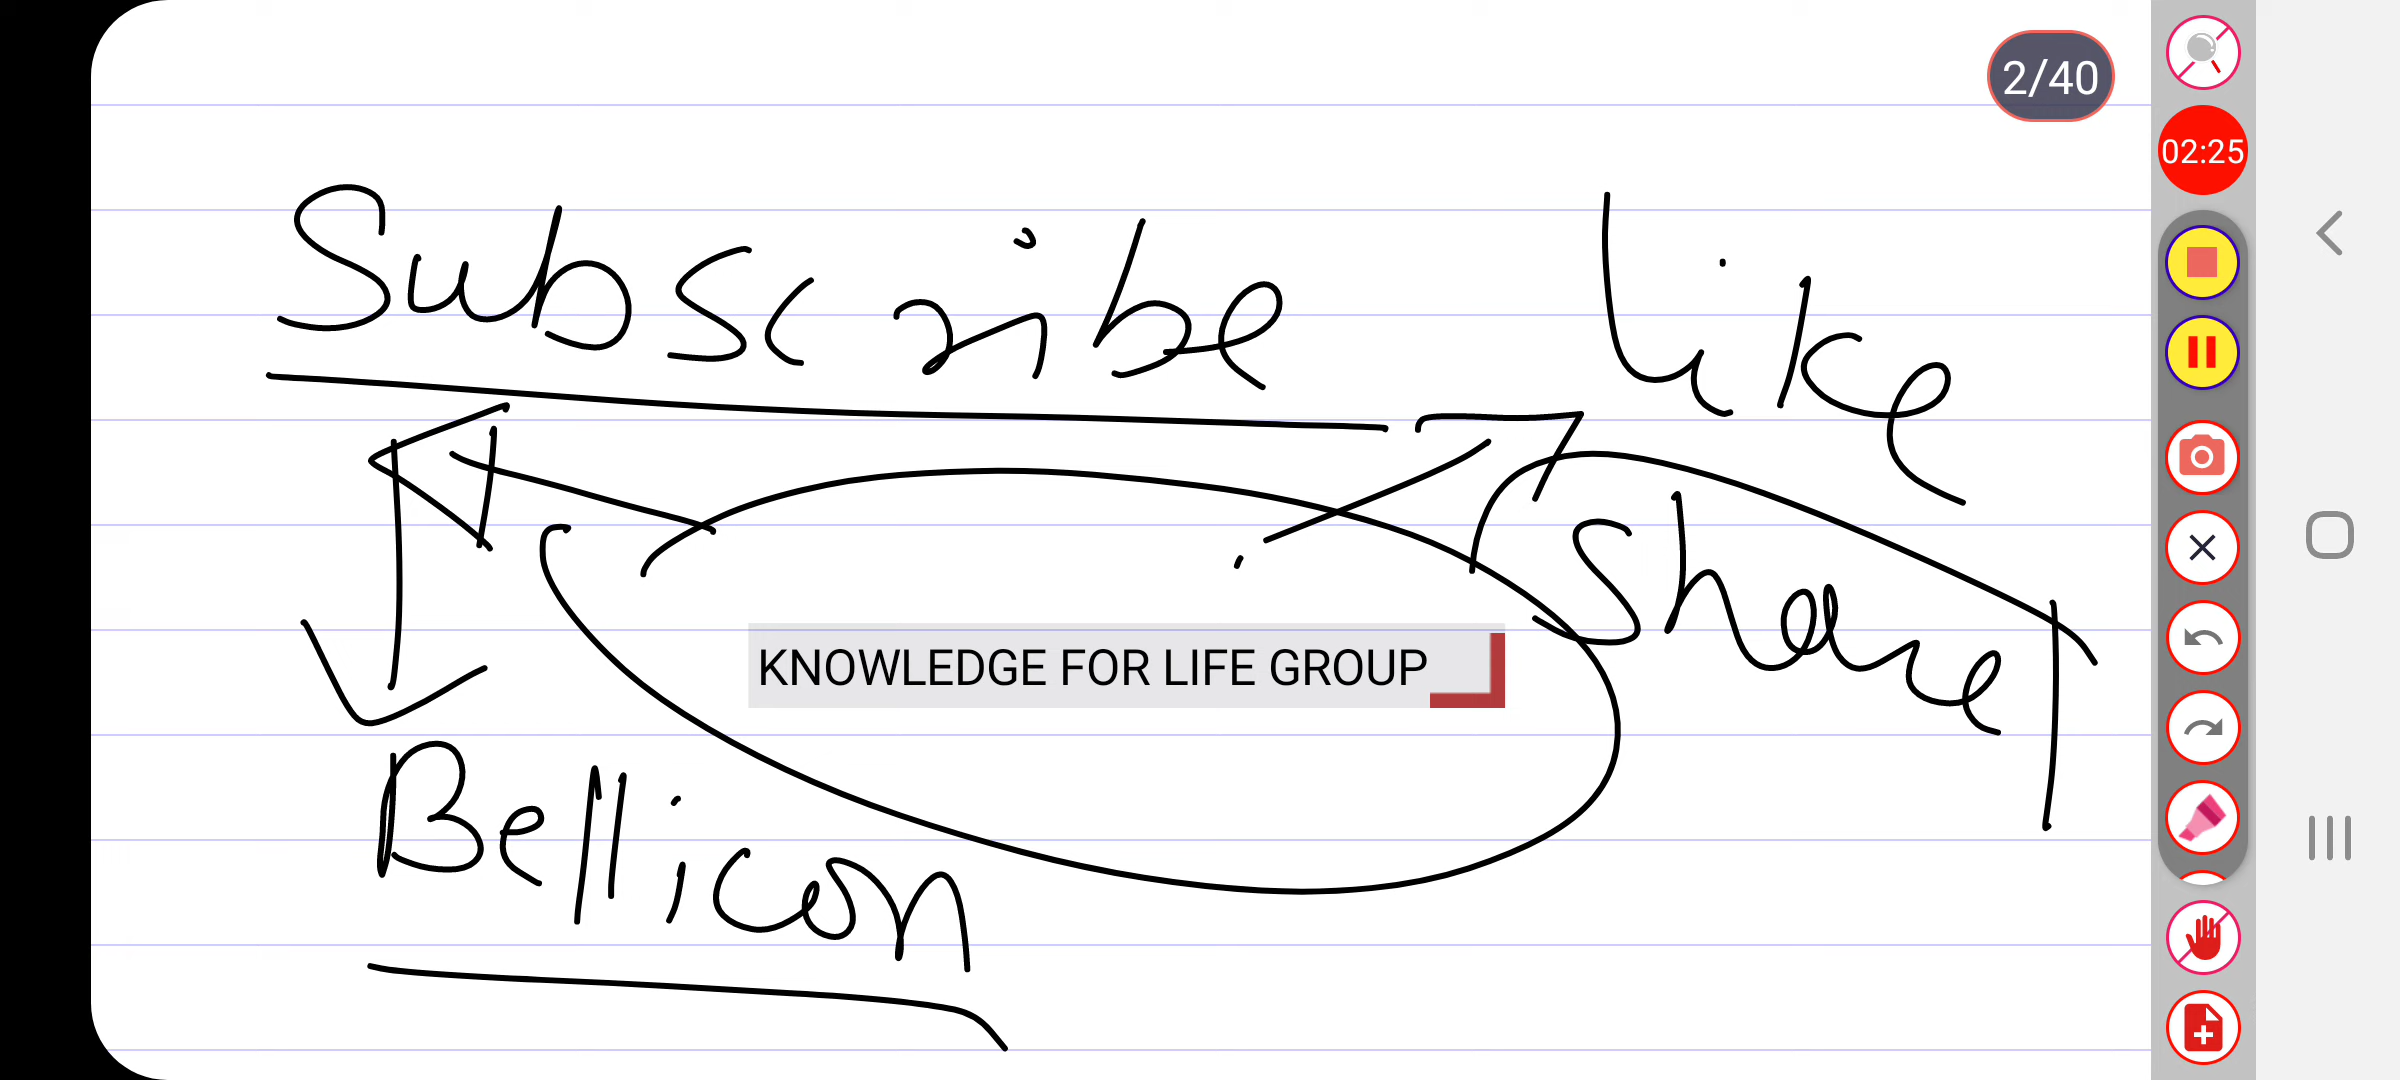 2/40
02:25
Subscribe
like
Share
KNOWLEDGE FOR LIFE GROUP
Bellicon